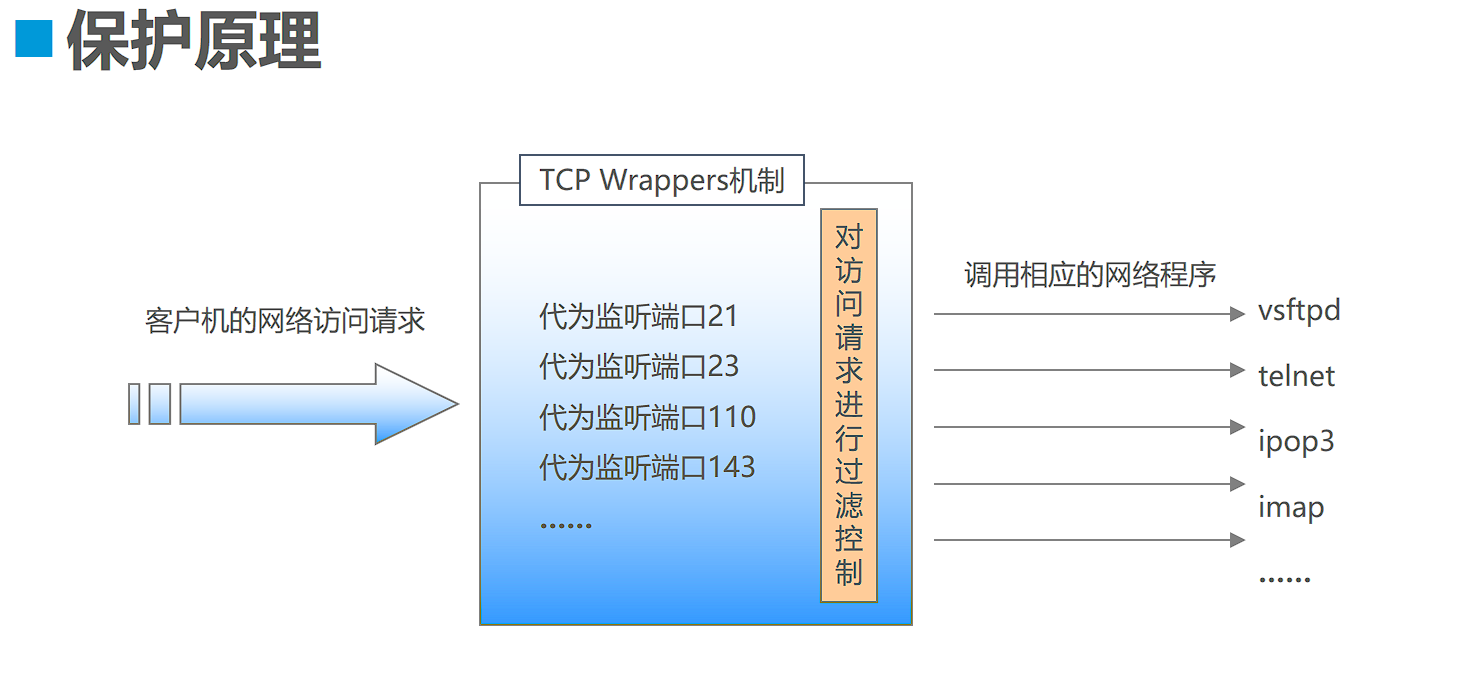 保护原理
TCP Wrappers机制
客户机的网络访问请求
代为监听端口21
代为监听端口23
代为监听端口110
代为监听端口143
......
对访问请求进行过滤控制
调用相应的网络程序
vsftpd
telnet
ipop3
imap
......